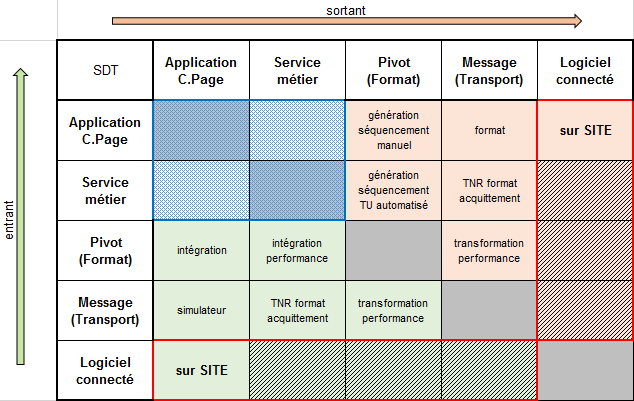 sortant
entrant
SDT
Application
C.Page
Service
métier
Pivot
(Format)
Message
(Transport)
Logiciel
connecté
Application
C.Page
génération
séquencement
manuel
format
sur SITE
Service
métier
génération
séquencement
TU automatisé
TNR format
acquittement
Pivot
(Format)
intégration
intégration
performance
transformation
performance
Message
(Transport)
simulateur
TNR format
acquittement
transformation
performance
Logiciel
connecté
sur SITE